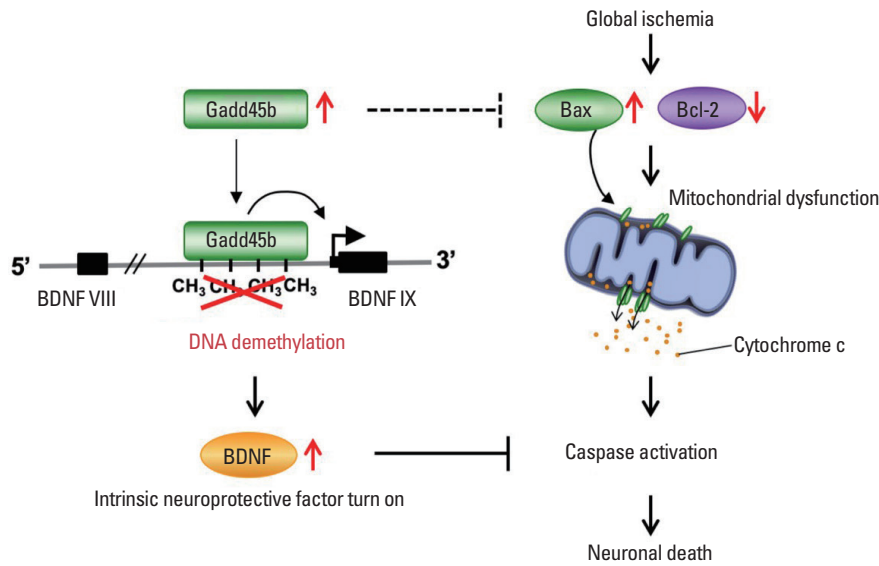 Global ischemia
Gadd45b
Bax
Bcl-2
Mitochondrial dysfunction
Gadd45b
5’
3’
CH3 CH3 CH3 CH3
BDNF VIII
BDNF IX
DNA demethylation
Cytochrome c
BDNF
Caspase activation
Intrinsic neuroprotective factor turn on
Neuronal death